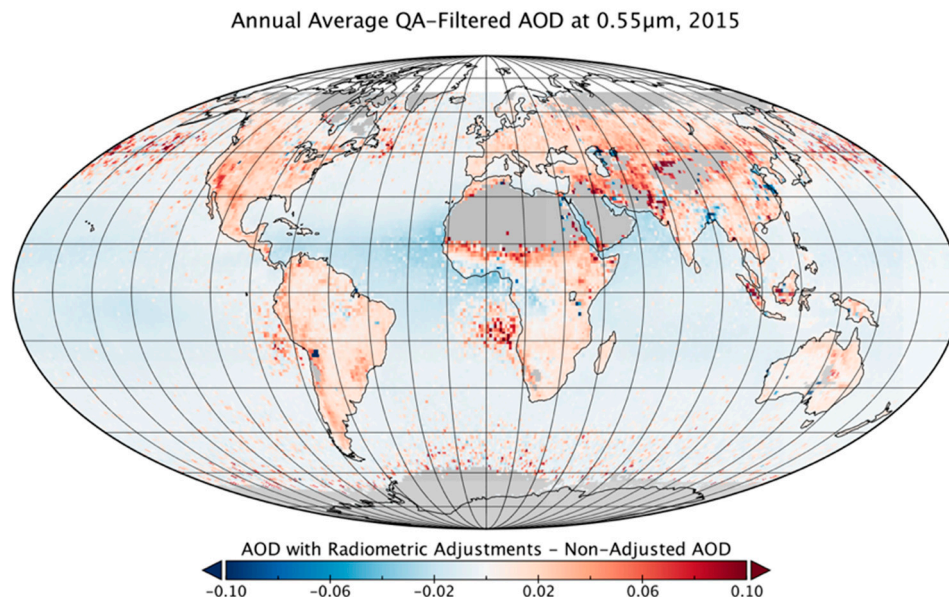 Annual Average QA-Filtered AOD at 0.55μm, 2015
AOD with Radiometric Adjustments - Non-Adjusted AOD
-0.10 -0.06 -0.02 0.02 0.06 0.10